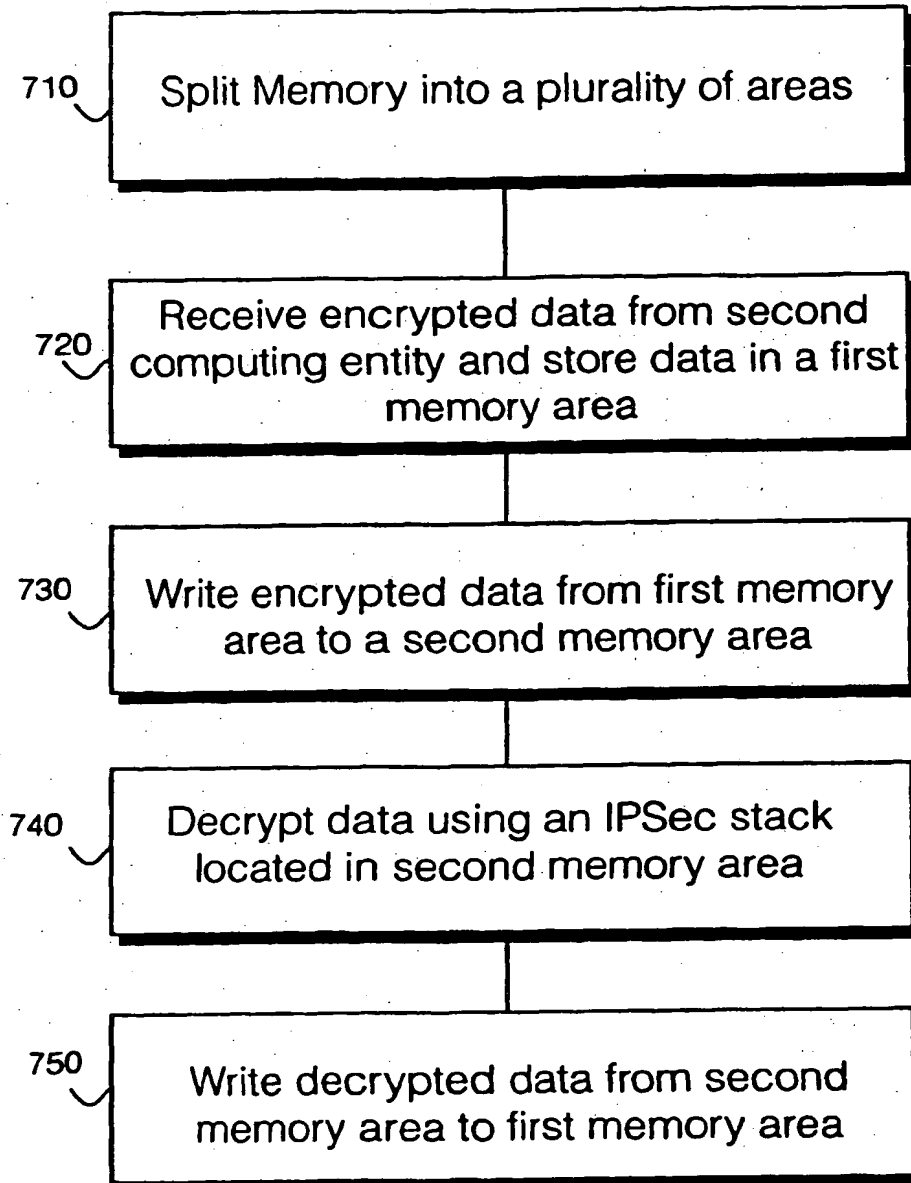 710
Split Memory into a plurality of areas
720
Receive encrypted data from second
computing entity and store data in a first
memory area
730
Write encrypted data from first memory
area to a second memory area
740
Decrypt data using an IPSec stack
located in second memory area
750
Write decrypted data from second
memory area to first memory area